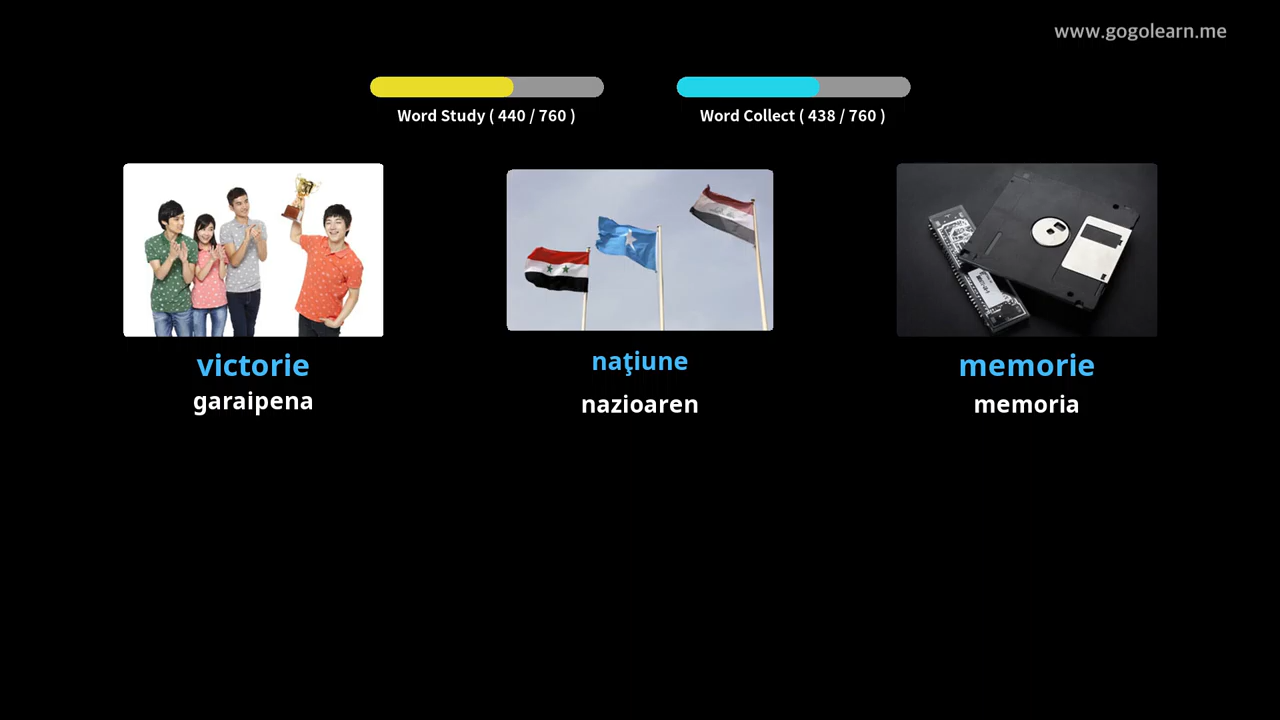 www.gogolearn.me
Word Study ( 440 / 760 )
Word Collect ( 438 / 760 )
victorie
naţiune
memorie
garaipena
nazioaren
memoria